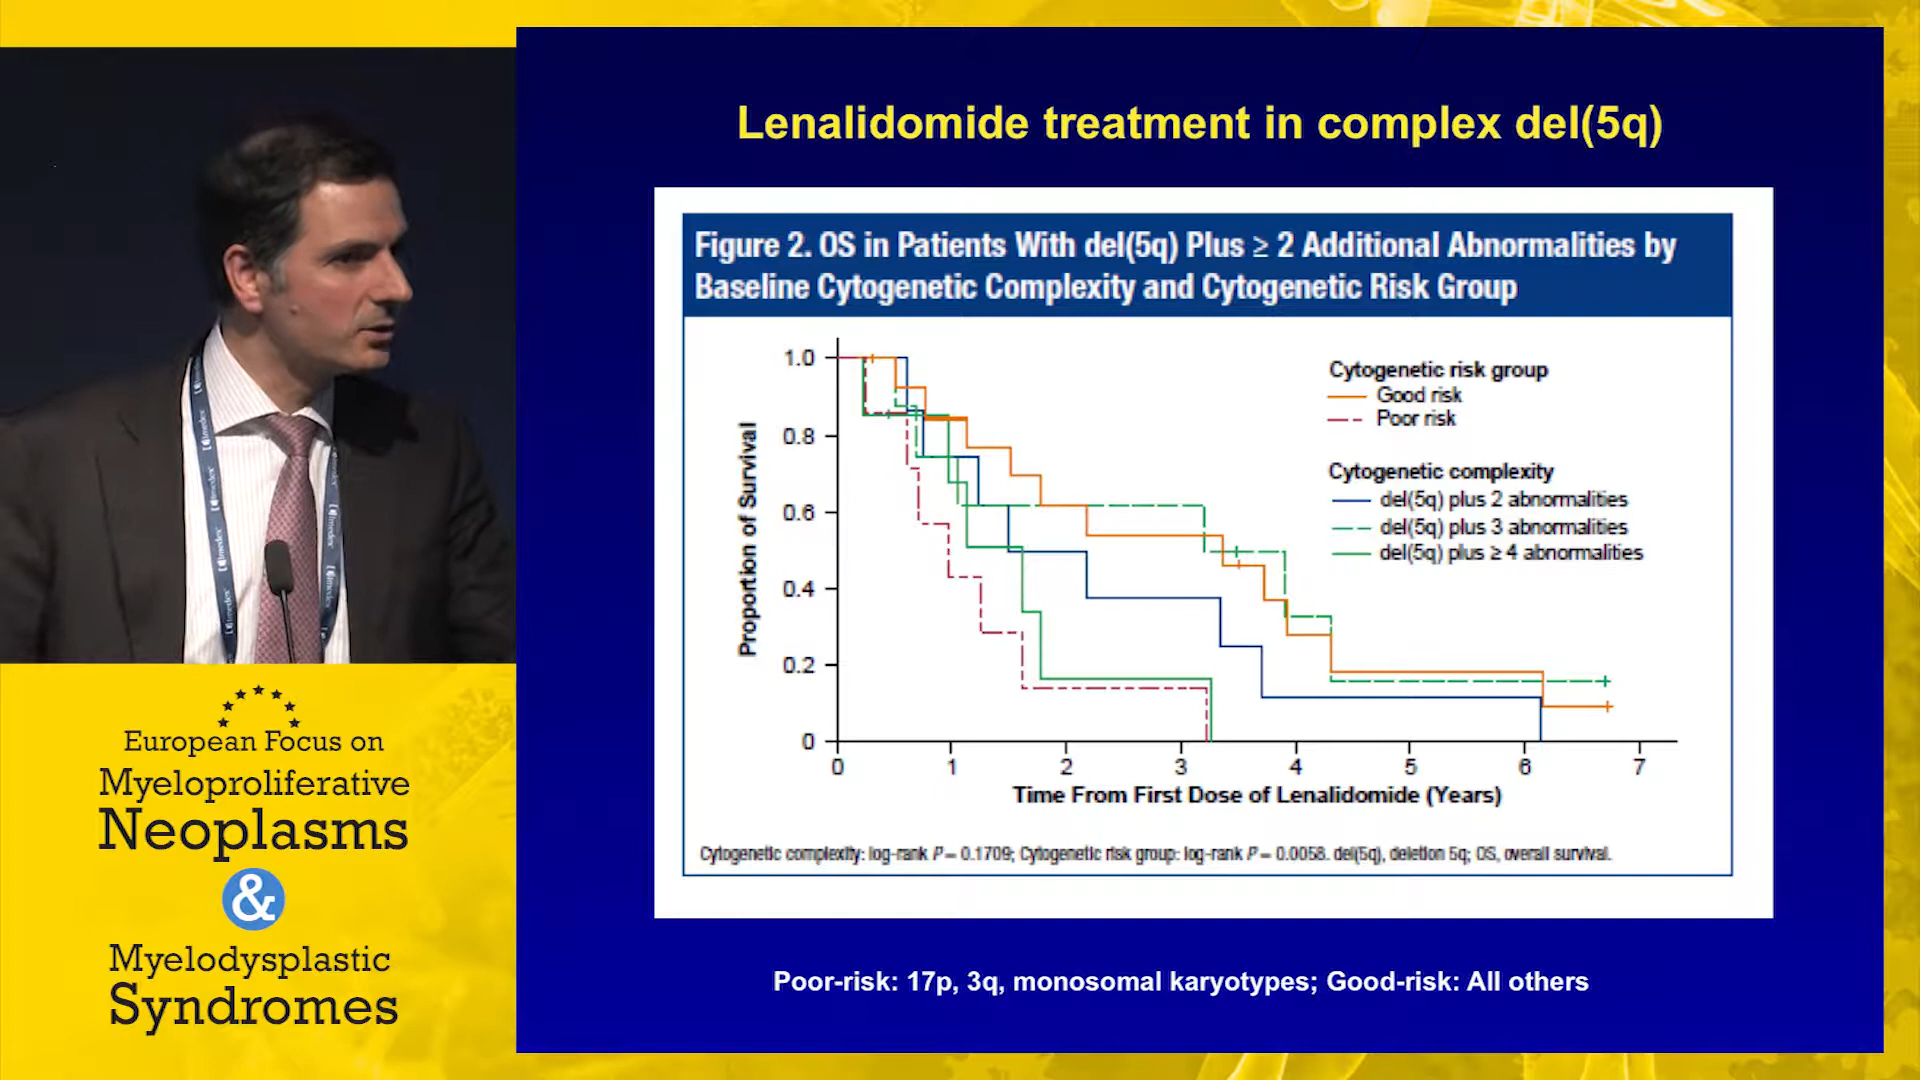 Lenalidomide treatment in complex del(5q)
Figure 2. OS in Patients With del(5q) Plus ≥ 2 Additional Abnormalities by
Baseline Cytogenetic Complexity and Cytogenetic Risk Group
Proportion of Survival
1.0
0.8
0.6
0.4
0.2
0
0 1 2 3 4 5 6 7
Time From First Dose of Lenalidomide (Years)
Cytogenetic risk group
Good risk
Poor risk
Cytogenetic complexity
del(5q) plus 2 abnormalities
del(5q) plus 3 abnormalities
del(5q) plus ≥ 4 abnormalities
Cytogenetic complexity: log-rank P = 0.1709; Cytogenetic risk group: log-rank P = 0.0058. del(5q), deletion 5q; OS, overall survival.
Poor-risk: 17p, 3q, monosomal karyotypes; Good-risk: All others
imedex
imedex
imedex
imedex
imedex
imedex
European Focus on
Myeloproliferative
Neoplasms
&
Myelodysplastic
Syndromes